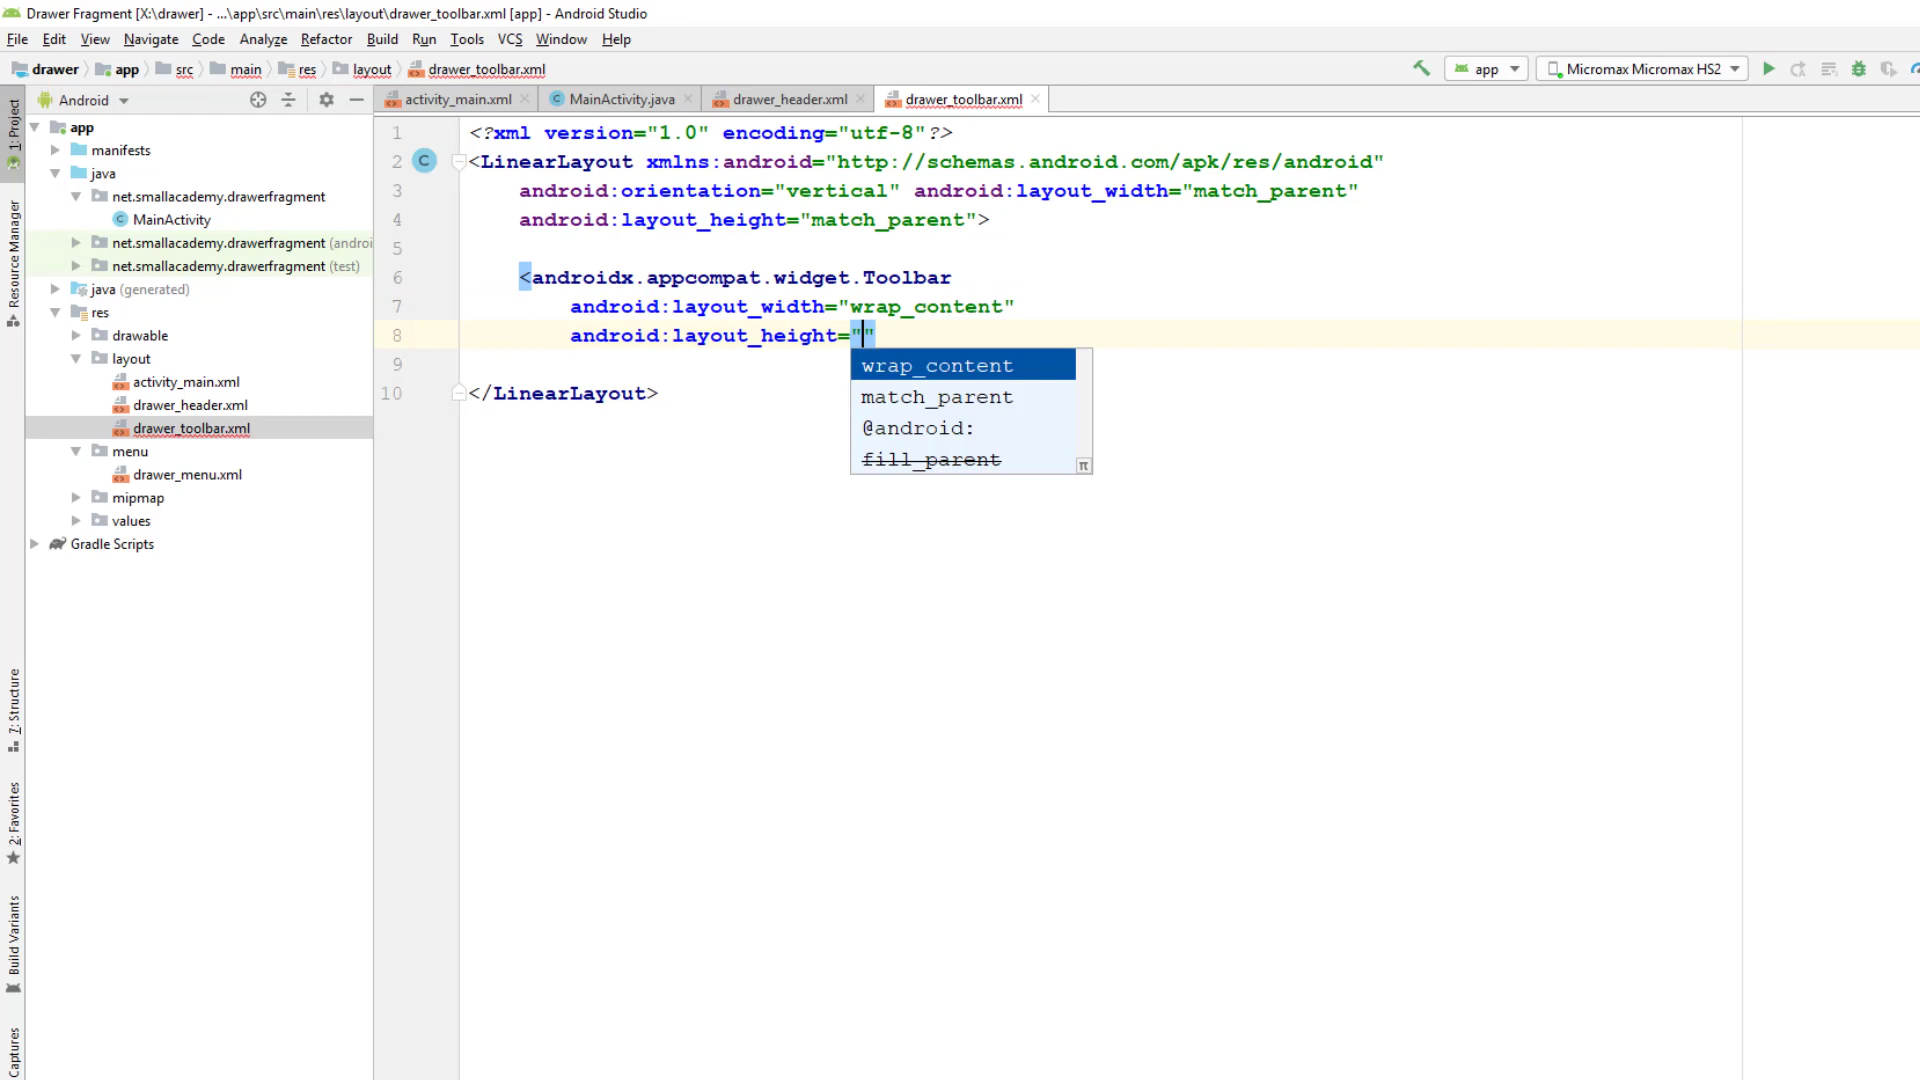 Drawer Fragment [X:\drawer] - ...\app\src\main\res\layout\drawer_toolbar.xml [app] - Android Studio
File Edit View Navigate Code Analyze Refactor Build Run Tools VCS Window Help
drawer app src main res layout drawer_toolbar.xml app Micromax Micromax HS2
Android
activity_main.xml MainActivity.java drawer_header.xml drawer_toolbar.xml
1: Project
Resource Manager
7: Structure
2: Favorites
Build Variants
Captures
app
manifests
java
net.smallacademy.drawerfragment
MainActivity
net.smallacademy.drawerfragment (androi
net.smallacademy.drawerfragment (test)
java (generated)
res
drawable
layout
activity_main.xml
drawer_header.xml
drawer_toolbar.xml
menu
drawer_menu.xml
mipmap
values
Gradle Scripts
1 <?xml version="1.0" encoding="utf-8"?>
2 C <LinearLayout xmlns:android="http://schemas.android.com/apk/res/android"
3 android:orientation="vertical" android:layout_width="match_parent"
4 android:layout_height="match_parent">
5
6 <androidx.appcompat.widget.Toolbar
7 android:layout_width="wrap_content"
8 android:layout_height=""
9
10 </LinearLayout>
wrap_content
match_parent
@android:
fill_parent
π